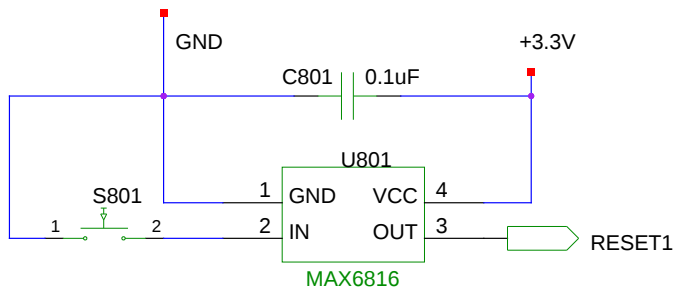 GND
+3.3V
C801 0.1uF
U801
S801
1 GND VCC 4
1 2
2 IN OUT 3
RESET1
MAX6816